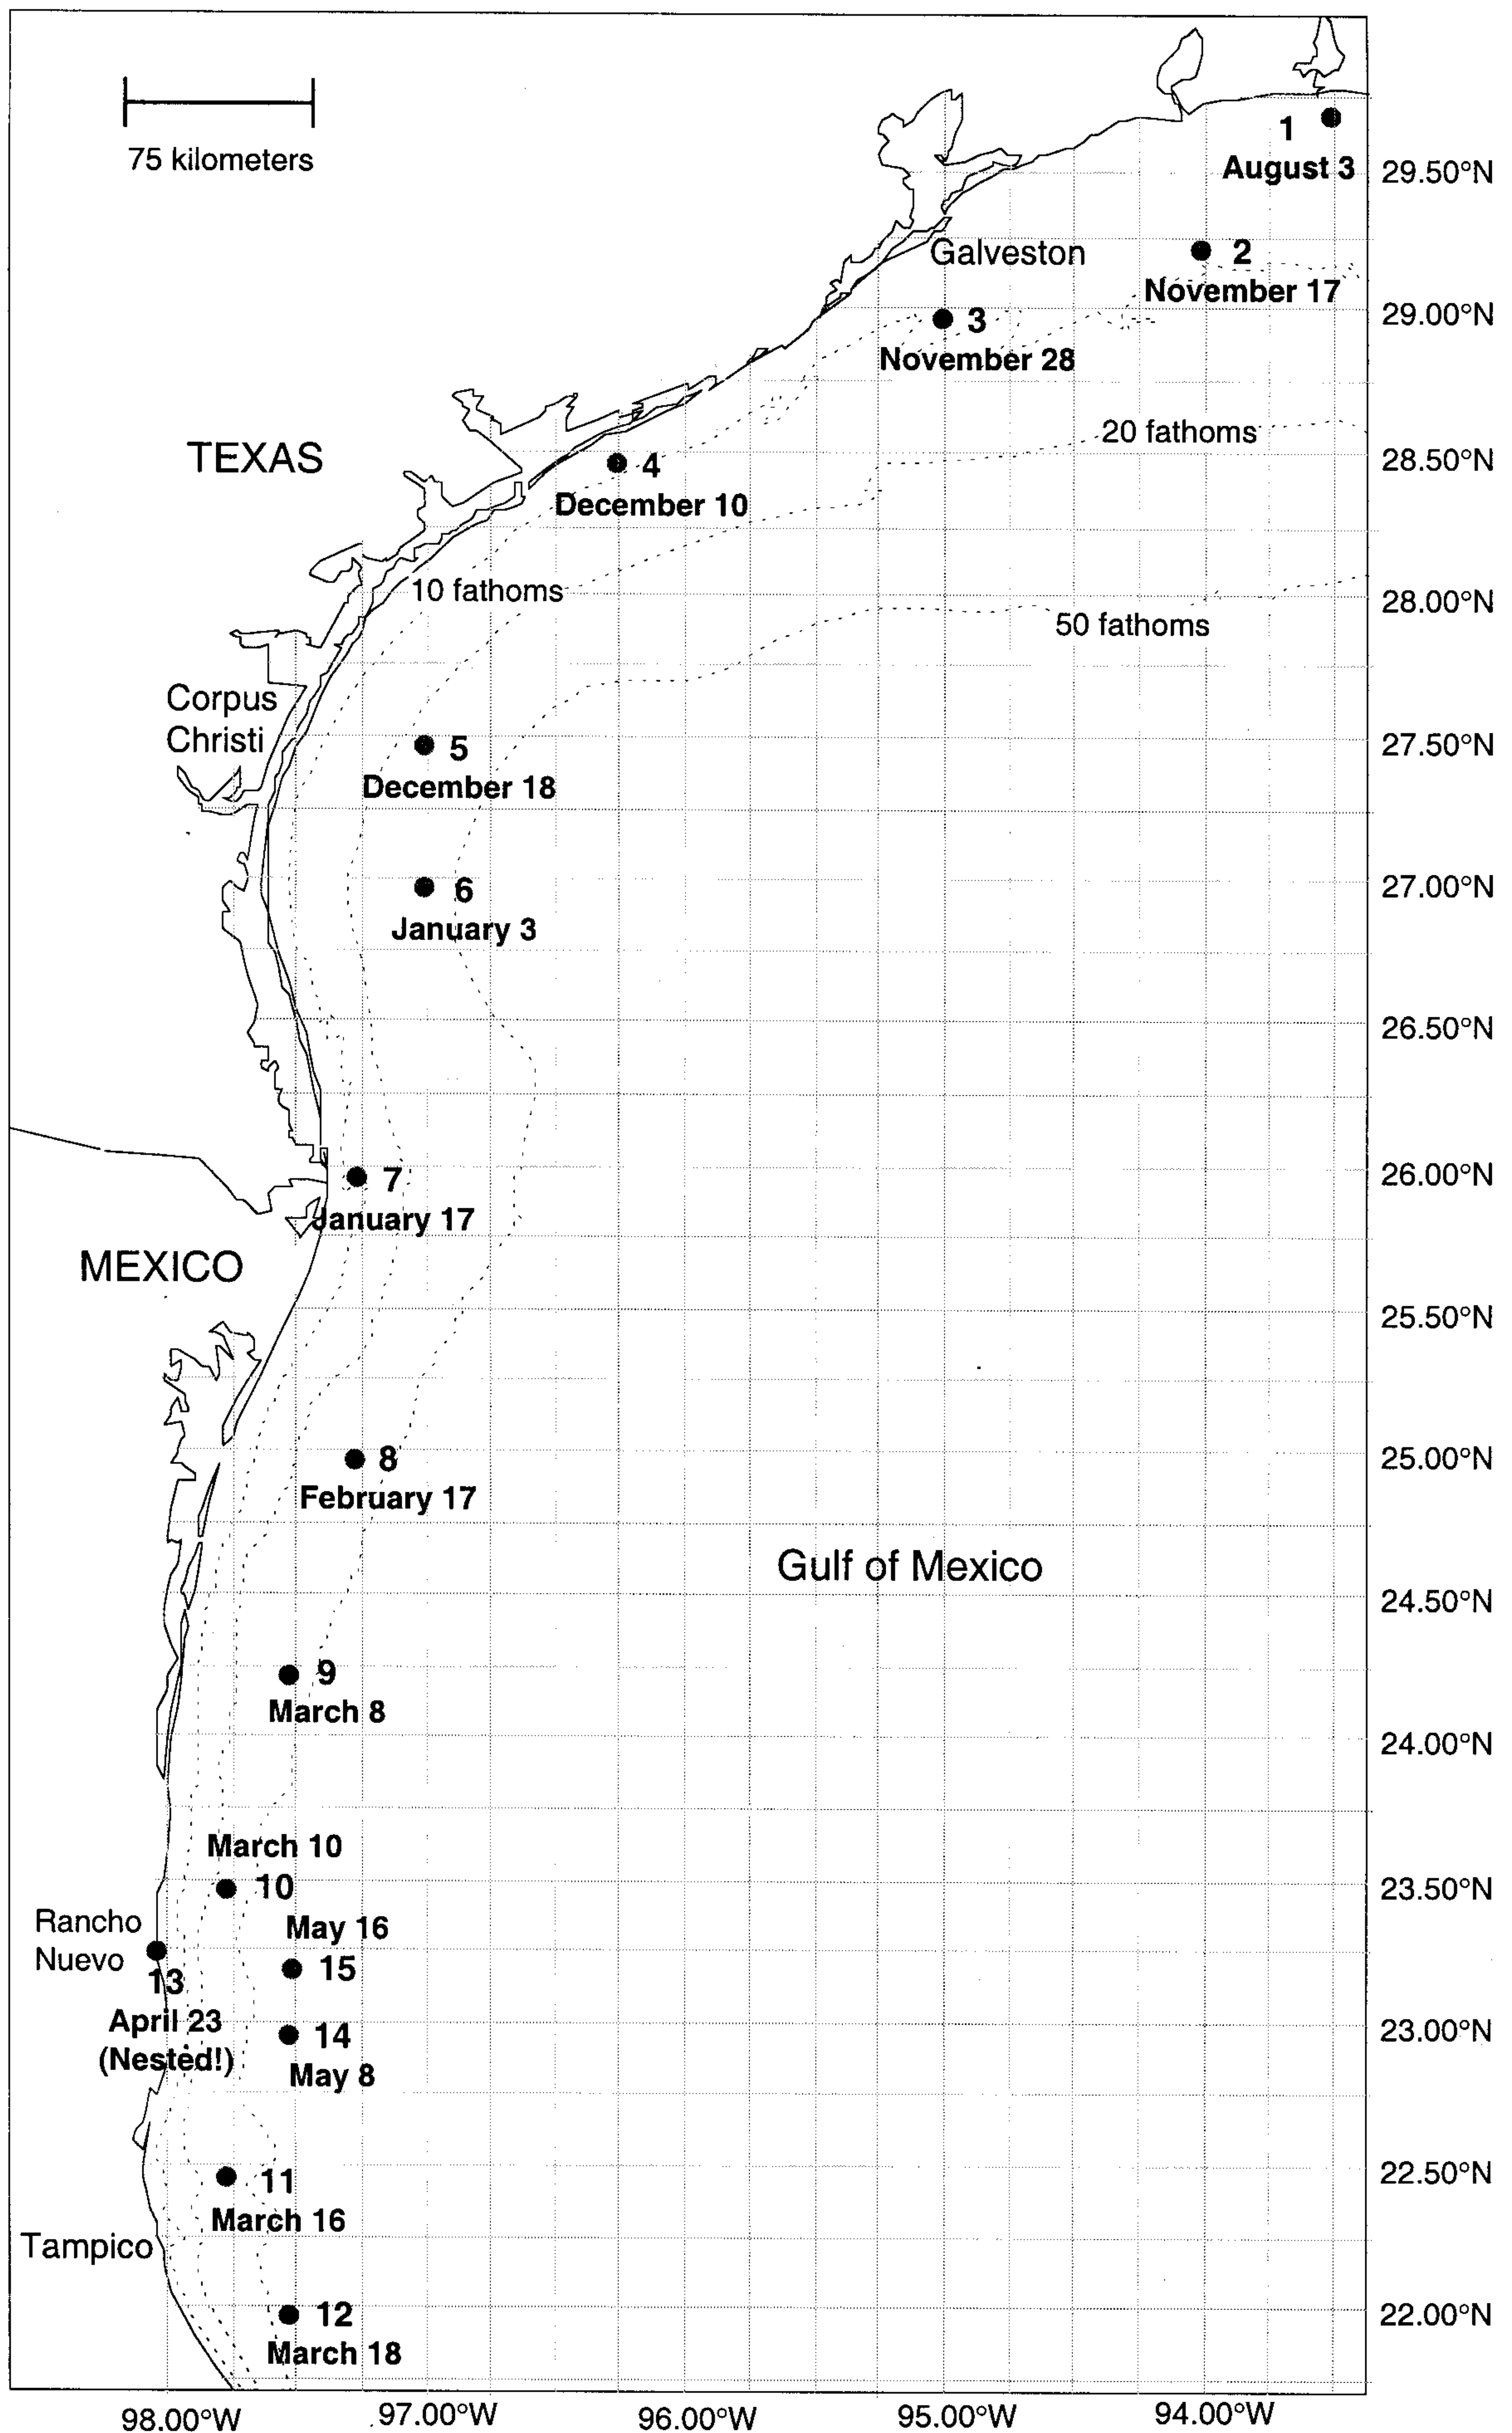 75 kilometers
1
August 3
29.50°N
Galveston
2
November 17
29.00°N
3
November 28
20 fathoms
TEXAS
4
28.50°N
December 10
10 fathoms
28.00°N
50 fathoms
Corpus
Christi
5
27.50°N
December 18
6
27.00°N
January 3
26.50°N
7
26.00°N
January 17
MEXICO
25.50°N
8
25.00°N
February 17
Gulf of Mexico
24.50°N
9
March 8
24.00°N
March 10
10
23.50°N
Rancho
Nuevo
May 16
15
13
April 23
(Nested!)
14
23.00°N
May 8
11
22.50°N
March 16
Tampico
12
22.00°N
March 18
98.00°W
97.00°W
96.00°W
95.00°W
94.00°W